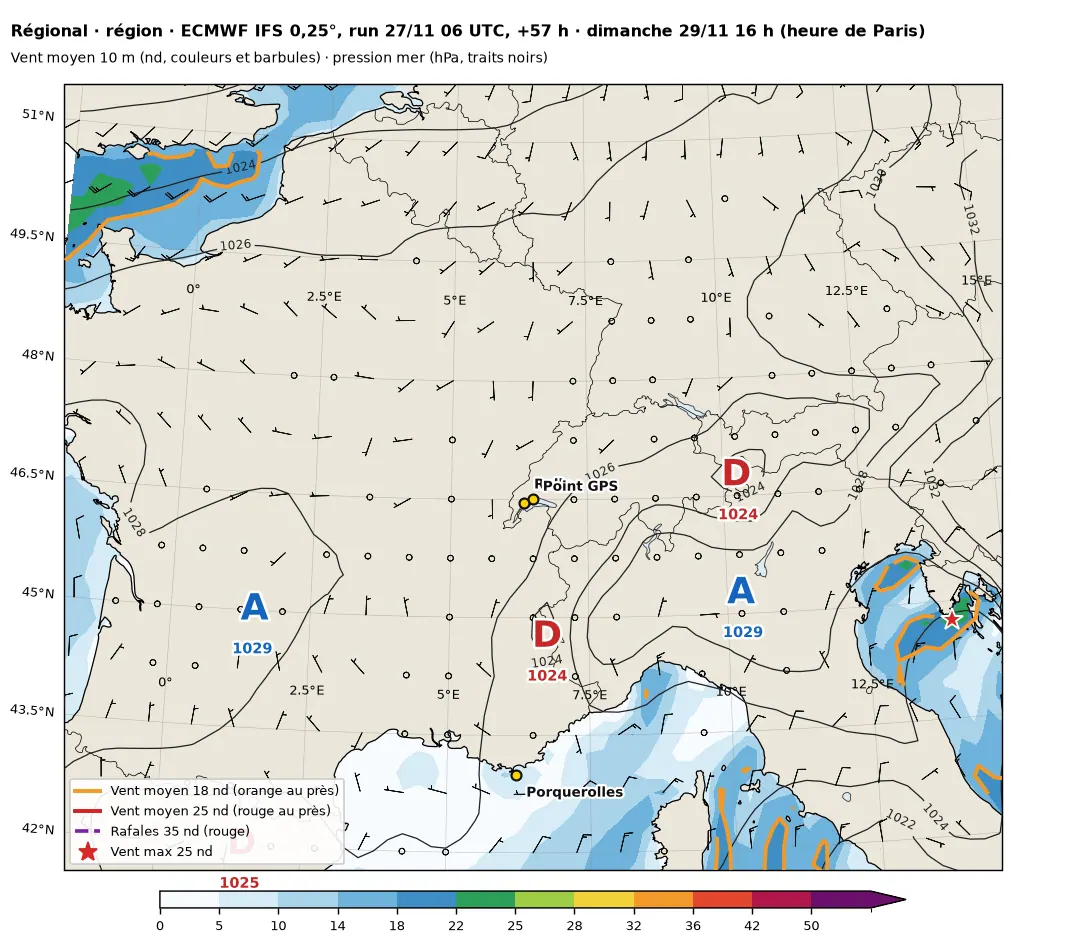 Régional · région · ECMWF IFS 0,25°, run 27/11 06 UTC, +57 h · dimanche 29/11 16 h (heure de Paris)
Vent moyen 10 m (nd, couleurs et barbules) · pression mer (hPa, traits noirs)
51°N
1024
1030
1032
49.5°N
1026
0°
2.5°E
5°E
7.5°E
10°E
12.5°E
15°E
48°N
46.5°N
1026
D
1024
1024
1028
1032
Point GPS
1028
45°N
A
1029
A
1029
D
1024
1024
0°
2.5°E
5°E
7.5°E
10°E
12.5°E
43.5°N
Porquerolles
1022
1024
42°N
Vent moyen 18 nd (orange au près)
Vent moyen 25 nd (rouge au près)
Rafales 35 nd (rouge)
Vent max 25 nd
D
1025
0 5 10 14 18 22 25 28 32 36 42 50